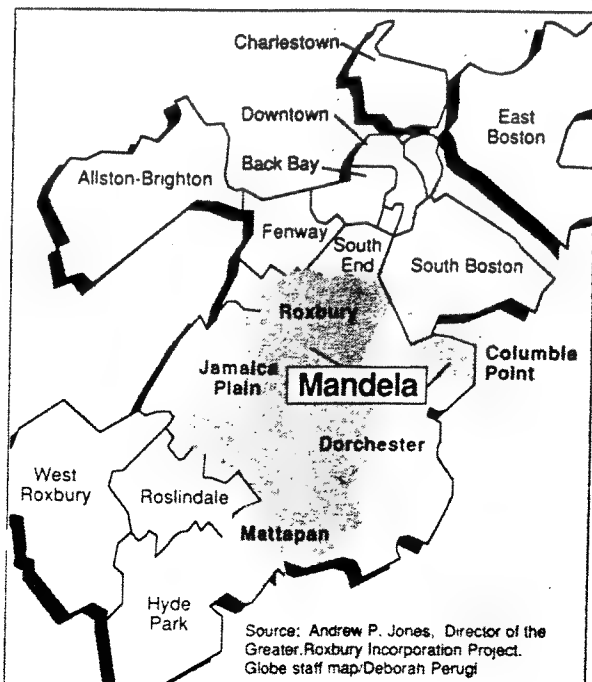 Charlestown
Downtown
East
Boston
Back Bay
Allston-Brighton
Fenway
South
End
South Boston
Roxbury
Columbia
Point
Jamaica
Plain
Mandela
Dorchester
West
Roxbury
Roslindale
Mattapan
Hyde
Park
Source: Andrew P. Jones, Director of the
Greater Roxbury Incorporation Project.
Globe staff map/Deborah Perugi